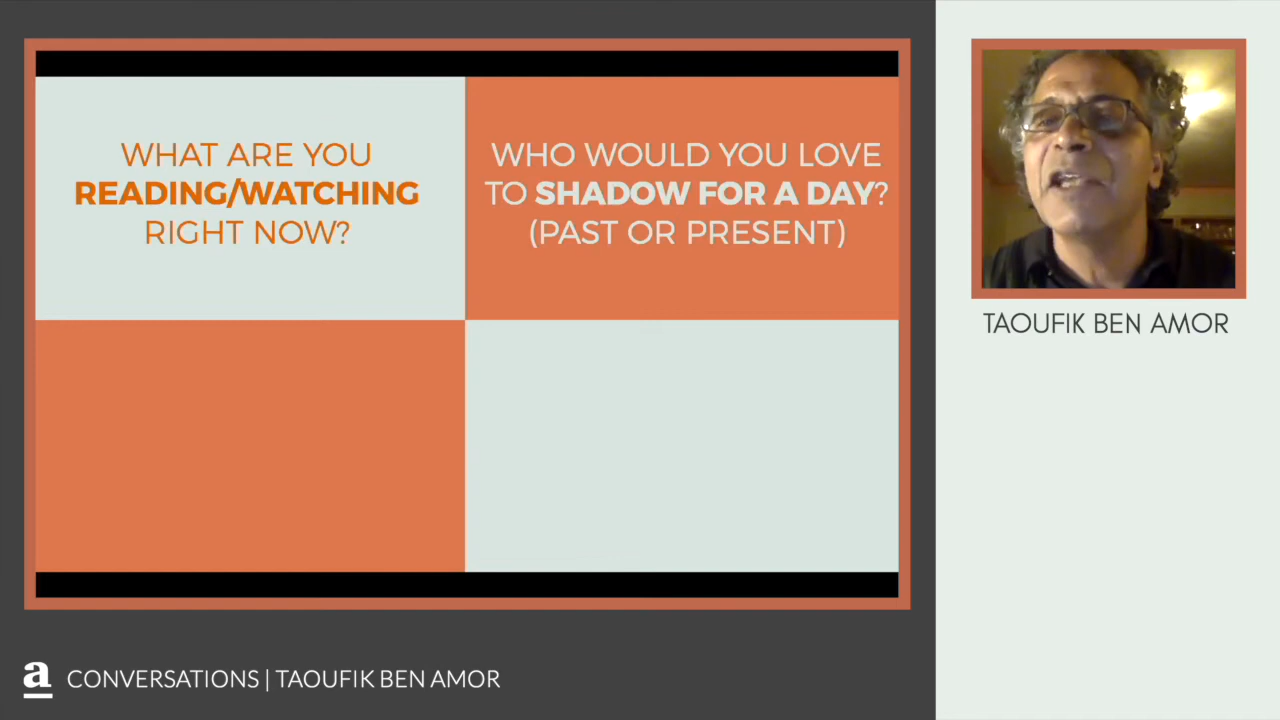 WHAT ARE YOU
READING/WATCHING
RIGHT NOW?
WHO WOULD YOU LOVE
TO SHADOW FOR A DAY?
(PAST OR PRESENT)
TAOUFIK BEN AMOR
a CONVERSATIONS | TAOUFIK BEN AMOR